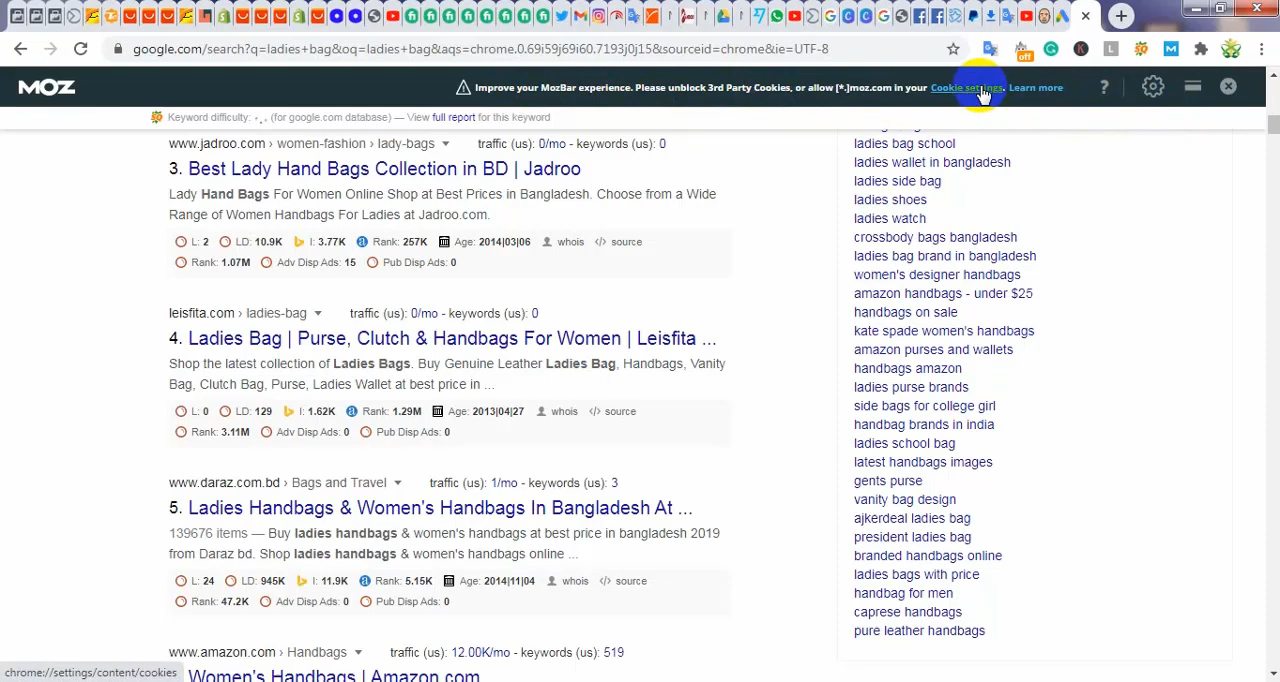 google.com/search?q=ladies+bag&oq=ladies+bag&aqs=chrome.0.69i59j69i60.7193j0j15&sourceid=chrome&ie=UTF-8
off
MOZ
Improve your MozBar experience. Please unblock 3rd Party Cookies, or allow [*.]moz.com in your Cookie settings. Learn more
Keyword difficulty: -,- (for google.com database) — View full report for this keyword
www.jadroo.com › women-fashion › lady-bags traffic (us): 0/mo - keywords (us): 0
3. Best Lady Hand Bags Collection in BD | Jadroo
Lady Hand Bags For Women Online Shop at Best Prices in Bangladesh. Choose from a Wide
Range of Women Handbags For Ladies at Jadroo.com.
L: 2 LD: 10.9K I: 3.77K Rank: 257K Age: 2014|03|06 whois </> source
Rank: 1.07M Adv Disp Ads: 15 Pub Disp Ads: 0
leisfita.com › ladies-bag traffic (us): 0/mo - keywords (us): 0
4. Ladies Bag | Purse, Clutch & Handbags For Women | Leisfita ...
Shop the latest collection of Ladies Bags. Buy Genuine Leather Ladies Bag, Handbags, Vanity
Bag, Clutch Bag, Purse, Ladies Wallet at best price in ...
L: 0 LD: 129 I: 1.62K Rank: 1.29M Age: 2013|04|27 whois </> source
Rank: 3.11M Adv Disp Ads: 0 Pub Disp Ads: 0
www.daraz.com.bd › Bags and Travel traffic (us): 1/mo - keywords (us): 3
5. Ladies Handbags & Women's Handbags In Bangladesh At ...
139676 items — Buy ladies handbags & women's handbags at best price in bangladesh 2019
from Daraz bd. Shop ladies handbags & women's handbags online ...
L: 24 LD: 945K I: 11.9K Rank: 5.15K Age: 2014|11|04 whois </> source
Rank: 47.2K Adv Disp Ads: 0 Pub Disp Ads: 0
www.amazon.com › Handbags traffic (us): 12.00K/mo - keywords (us): 519
Women's Handbags | Amazon.com
ladies bag school
ladies wallet in bangladesh
ladies side bag
ladies shoes
ladies watch
crossbody bags bangladesh
ladies bag brand in bangladesh
women's designer handbags
amazon handbags - under $25
handbags on sale
kate spade women's handbags
amazon purses and wallets
handbags amazon
ladies purse brands
side bags for college girl
handbag brands in india
ladies school bag
latest handbags images
gents purse
vanity bag design
ajkerdeal ladies bag
president ladies bag
branded handbags online
ladies bags with price
handbag for men
caprese handbags
pure leather handbags
chrome://settings/content/cookies